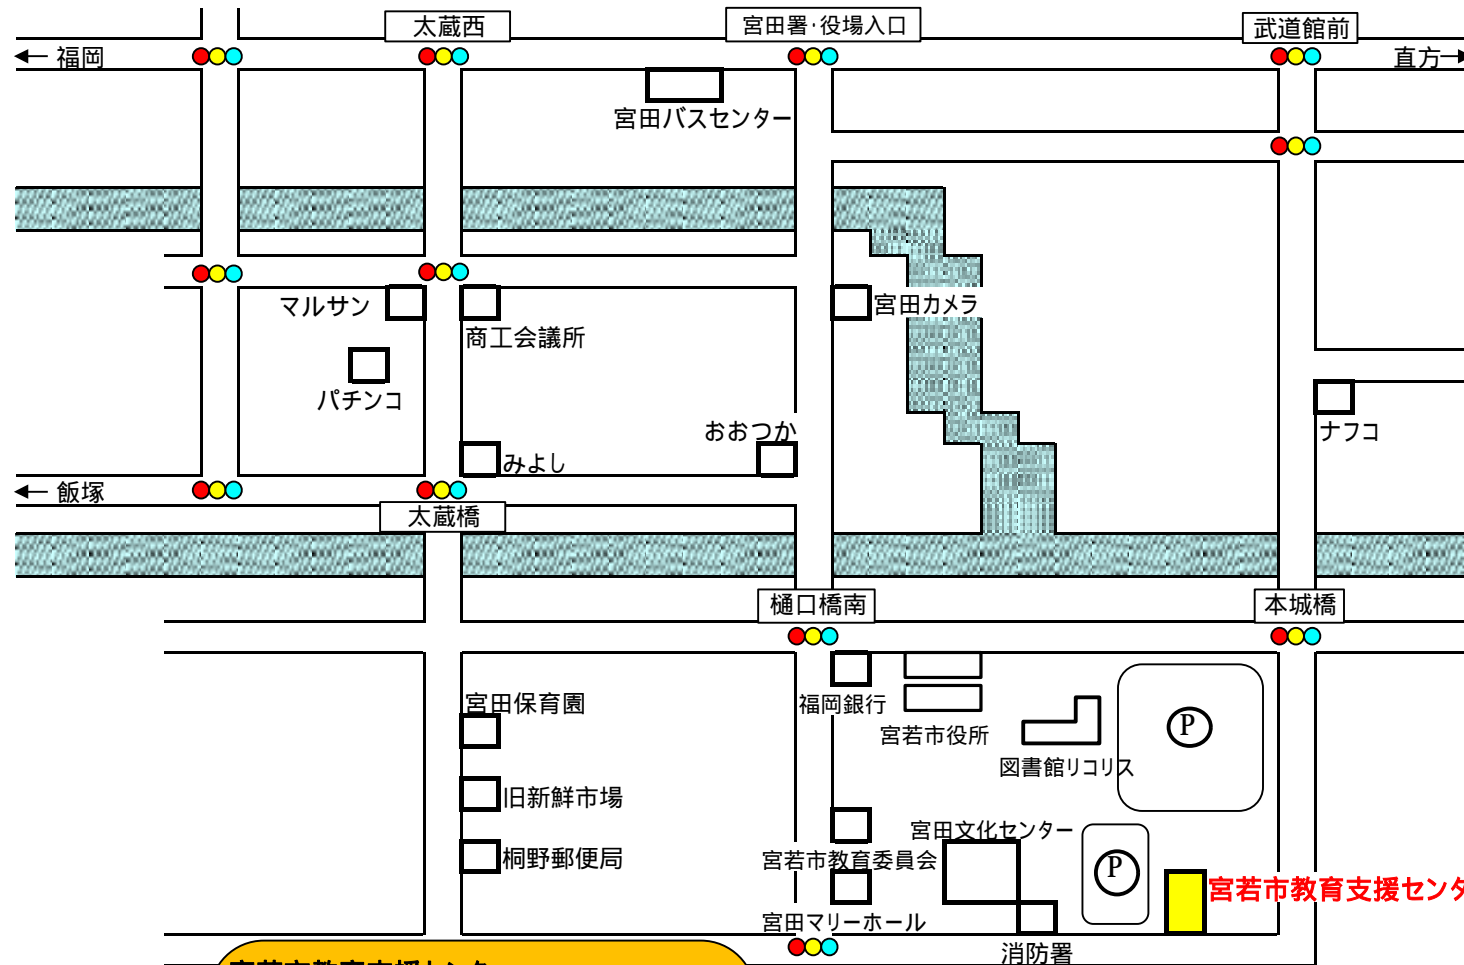 太蔵西
宮田署・役場入口
武道館前
← 福岡
直方→
宮田バスセンター
マルサン
商工会議所
宮田カメラ
パチンコ
おおつか
ナフコ
みよし
← 飯塚
太蔵橋
樋口橋南
本城橋
宮田保育園
福岡銀行
宮若市役所
P
図書館リコリス
旧新鮮市場
宮田文化センター
桐野郵便局
宮若市教育委員会
P
宮若市教育支援センタ
宮田マリーホール
消防署